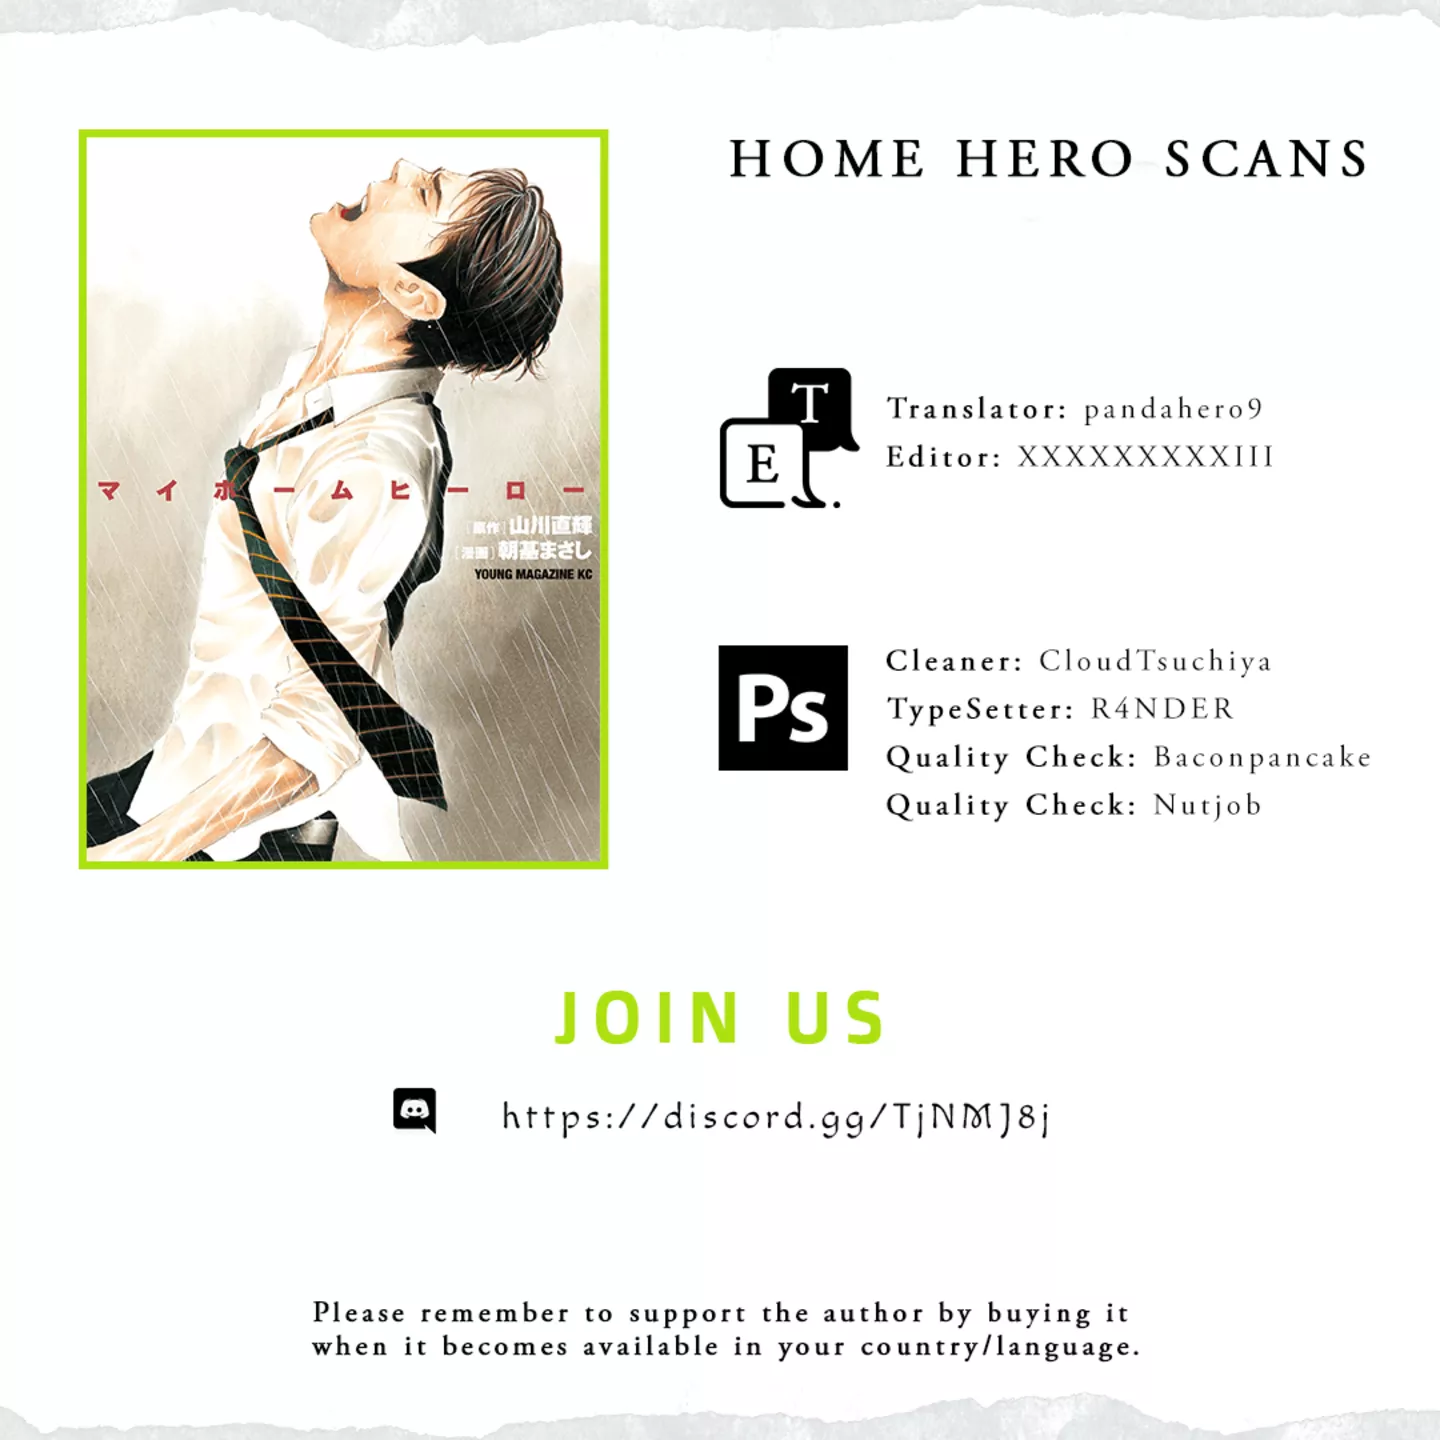 HOME HERO SCANS
マイホームヒーロー
[原作] 山川直輝
[漫画] 朝基まさし
YOUNG MAGAZINE KC
T
E
Translator: pandahero9
Editor: XXXXXXXXXIII
Ps
Cleaner: CloudTsuchiya
TypeSetter: R4NDER
Quality Check: Baconpancake
Quality Check: Nutjob
JOIN US
https://discord.gg/TjNMJ8j
Please remember to support the author by buying it
when it becomes available in your country/language.